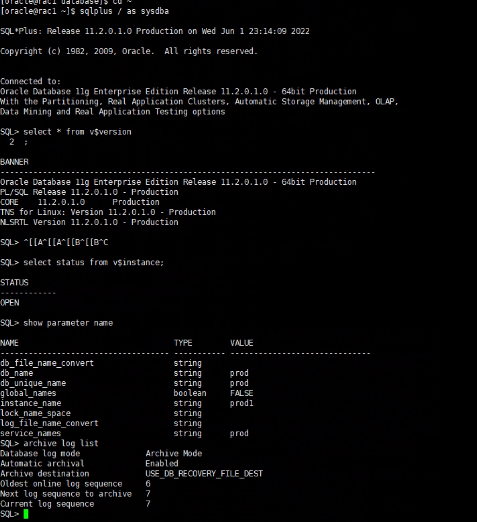 [oracle@rac1 database]$ cd ~
[oracle@rac1 ~]$ sqlplus / as sysdba
SQL*Plus: Release 11.2.0.1.0 Production on Wed Jun 1 23:14:09 2022
Copyright (c) 1982, 2009, Oracle.  All rights reserved.
Connected to:
Oracle Database 11g Enterprise Edition Release 11.2.0.1.0 - 64bit Production
With the Partitioning, Real Application Clusters, Automatic Storage Management, OLAP,
Data Mining and Real Application Testing options
SQL> select * from v$version
  2  ;
BANNER
--------------------------------------------------------------------------------
Oracle Database 11g Enterprise Edition Release 11.2.0.1.0 - 64bit Production
PL/SQL Release 11.2.0.1.0 - Production
CORE    11.2.0.1.0      Production
TNS for Linux: Version 11.2.0.1.0 - Production
NLSRTL Version 11.2.0.1.0 - Production
SQL> ^[[A^[[A^[[B^[[B^C
SQL> select status from v$instance;
STATUS
------------
OPEN
SQL> show parameter name
NAME                                 TYPE        VALUE
------------------------------------ ----------- ------------------------------
db_file_name_convert                 string
db_name                              string      prod
db_unique_name                       string      prod
global_names                         boolean     FALSE
instance_name                        string      prod1
lock_name_space                      string
log_file_name_convert                string
service_names                        string      prod
SQL> archive log list
Database log mode              Archive Mode
Automatic archival             Enabled
Archive destination            USE_DB_RECOVERY_FILE_DEST
Oldest online log sequence     6
Next log sequence to archive   7
Current log sequence           7
SQL>